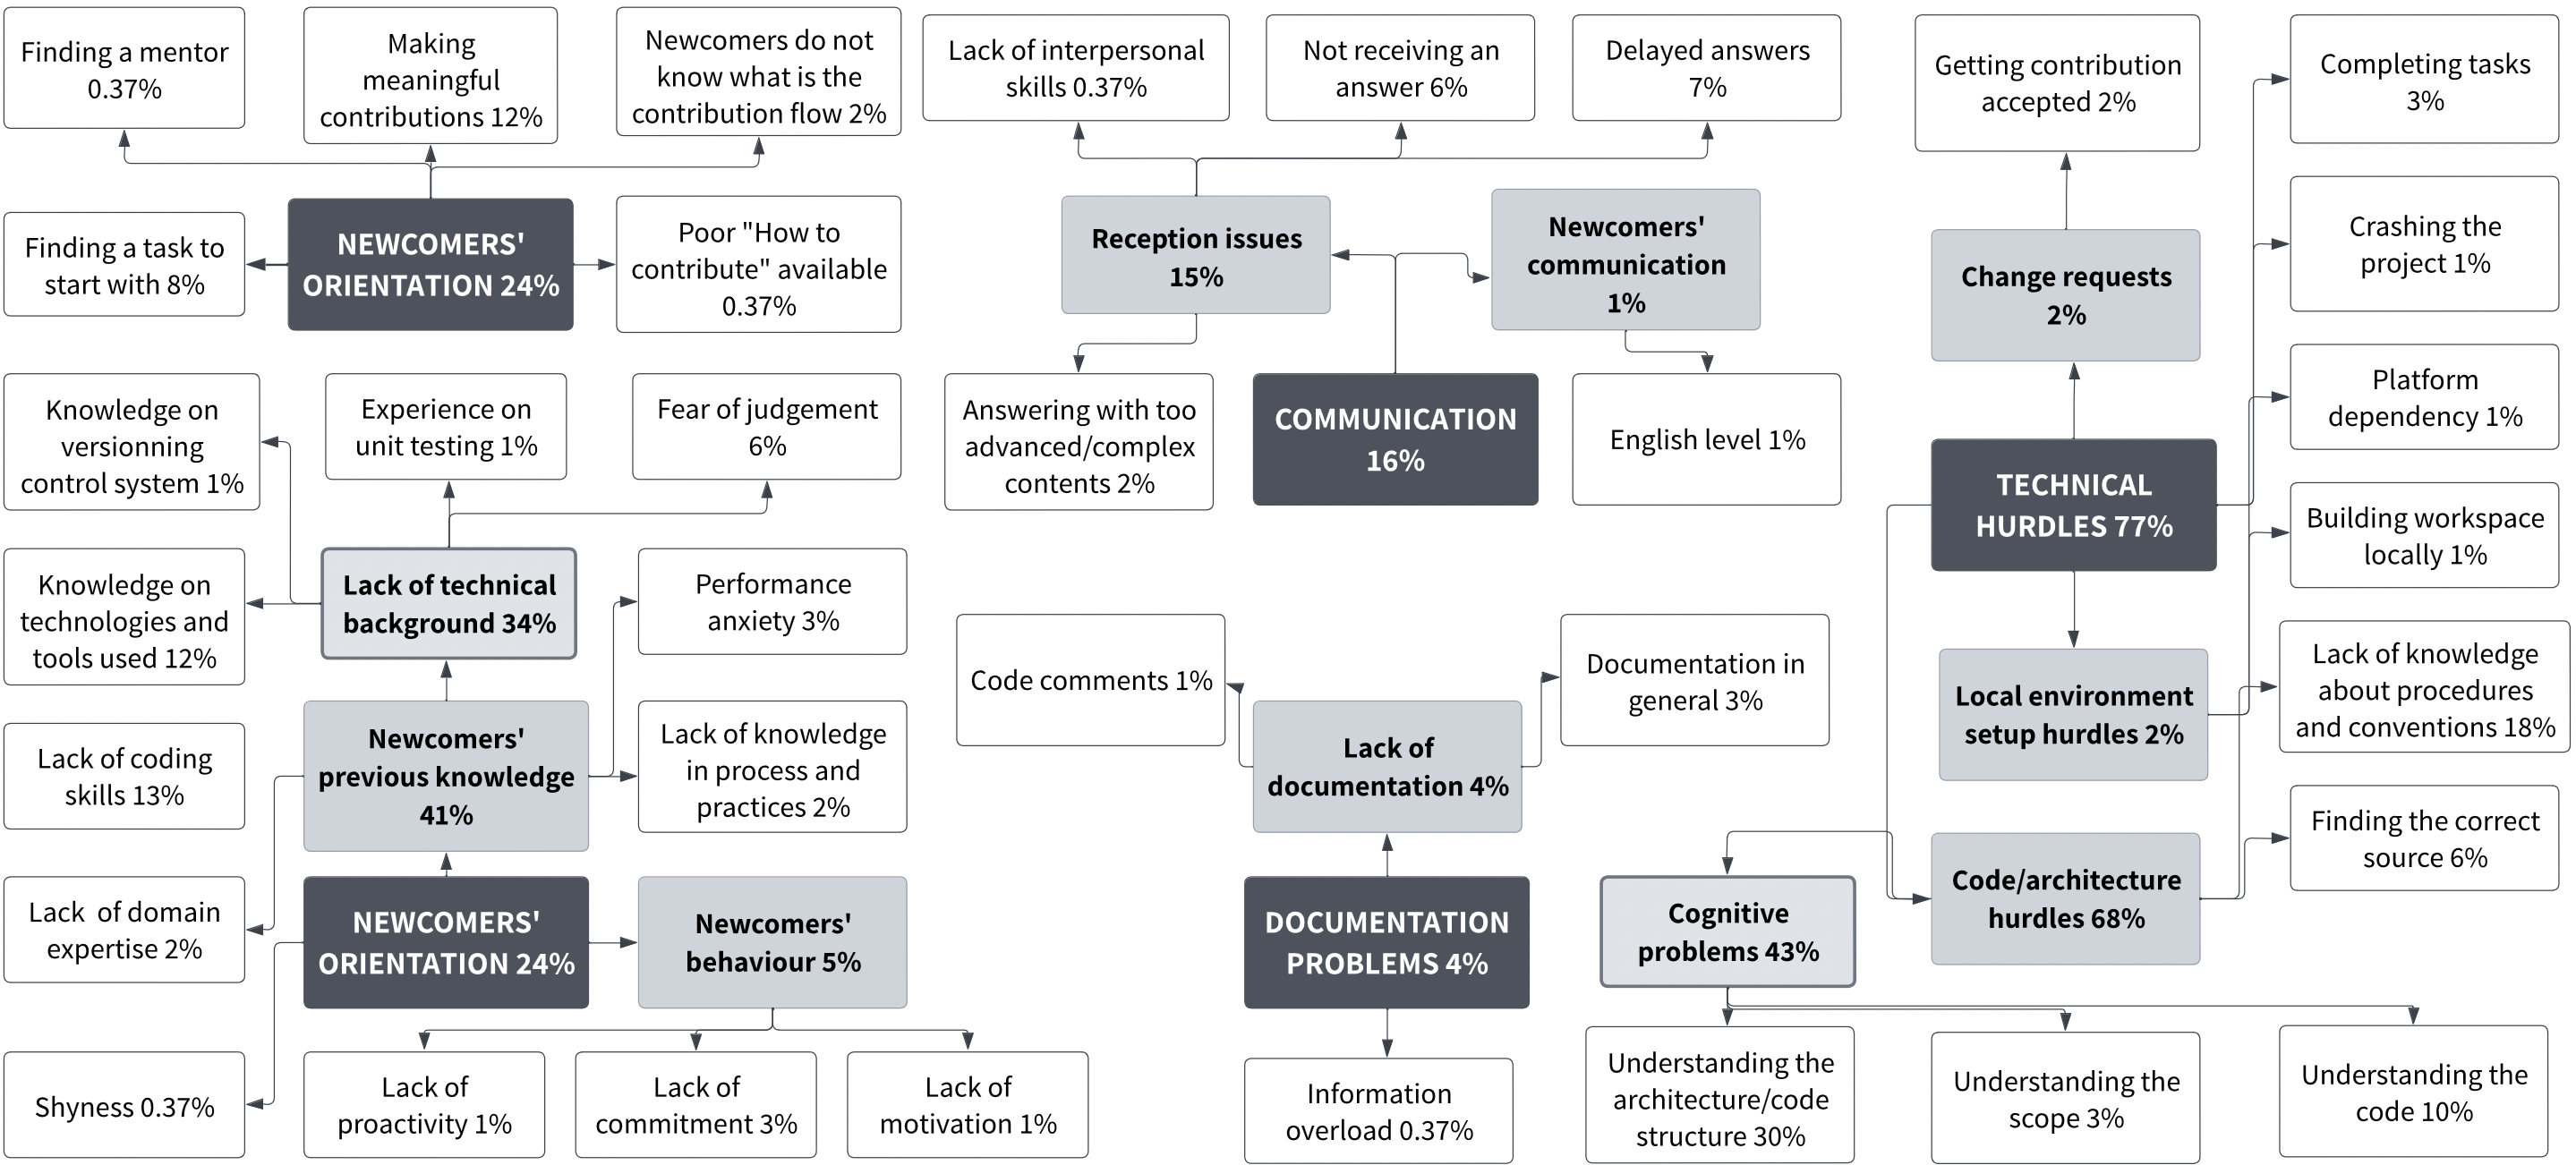 Finding a mentor
0.37%
Making
meaningful
contributions 12%
Newcomers do not
know what is the
contribution flow 2%
Finding a task to
start with 8%
NEWCOMERS'
ORIENTATION 24%
Poor "How to
contribute" available
0.37%
Lack of interpersonal
skills 0.37%
Not receiving an
answer 6%
Delayed answers
7%
Reception issues
15%
Newcomers'
communication
1%
Answering with too
advanced/complex
contents 2%
COMMUNICATION
16%
English level 1%
Getting contribution
accepted 2%
Completing tasks
3%
Change requests
2%
Crashing the
project 1%
Platform
dependency 1%
TECHNICAL
HURDLES 77%
Building workspace
locally 1%
Local environment
setup hurdles 2%
Lack of knowledge
about procedures
and conventions 18%
Finding the correct
source 6%
Code/architecture
hurdles 68%
Cognitive
problems 43%
Understanding the
architecture/code
structure 30%
Understanding the
scope 3%
Understanding the
code 10%
Knowledge on
versionning
control system 1%
Experience on
unit testing 1%
Fear of judgement
6%
Knowledge on
technologies and
tools used 12%
Lack of technical
background 34%
Performance
anxiety 3%
Lack of coding
skills 13%
Newcomers'
previous knowledge
41%
Lack of knowledge
in process and
practices 2%
Lack  of domain
expertise 2%
NEWCOMERS'
ORIENTATION 24%
Newcomers'
behaviour 5%
Shyness 0.37%
Lack of
proactivity 1%
Lack of
commitment 3%
Lack of
motivation 1%
Code comments 1%
Documentation in
general 3%
Lack of
documentation 4%
DOCUMENTATION
PROBLEMS 4%
Information
overload 0.37%